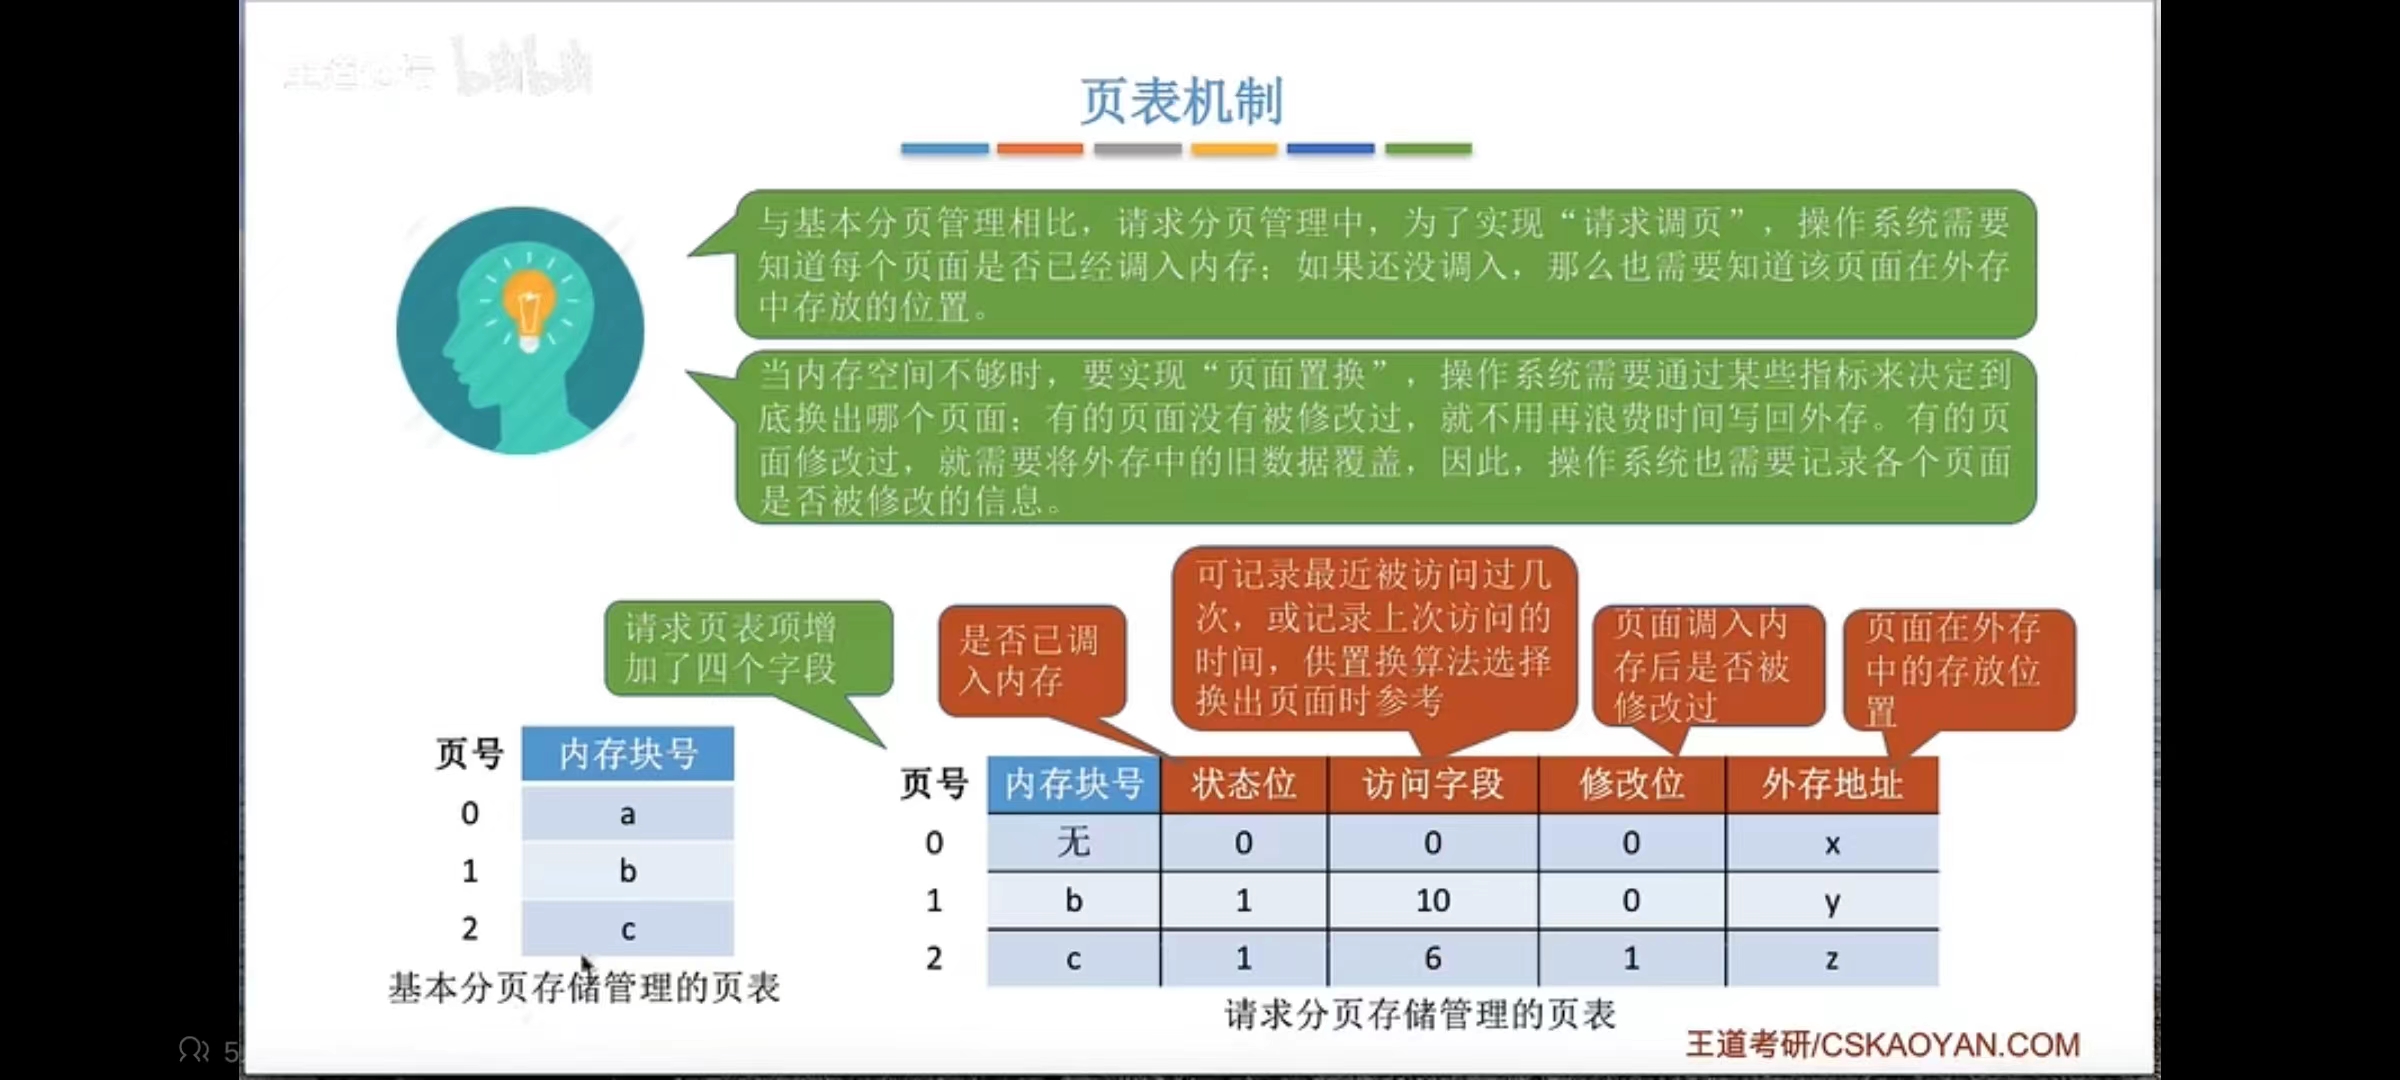 页表机制
与基本分页管理相比，请求分页管理中，为了实现“请求调页”，操作系统需要
知道每个页面是否已经调入内存；如果还没调入，那么也需要知道该页面在外存
中存放的位置。
当内存空间不够时，要实现“页面置换”，操作系统需要通过某些指标来决定到
底换出哪个页面；有的页面没有被修改过，就不用再浪费时间写回外存。有的页
面修改过，就需要将外存中的旧数据覆盖，因此，操作系统也需要记录各个页面
是否被修改的信息。
请求页表项增
加了四个字段
是否已调
入内存
可记录最近被访问过几
次，或记录上次访问的
时间，供置换算法选择
换出页面时参考
页面调入内
存后是否被
修改过
页面在外存
中的存放位
置
页号 内存块号
0 a
1 b
2 c
基本分页存储管理的页表
页号 内存块号 状态位 访问字段 修改位 外存地址
0 无 0 0 0 x
1 b 1 10 0 y
2 c 1 6 1 z
请求分页存储管理的页表
王道考研/CSKAOYAN.COM
bilibili
5